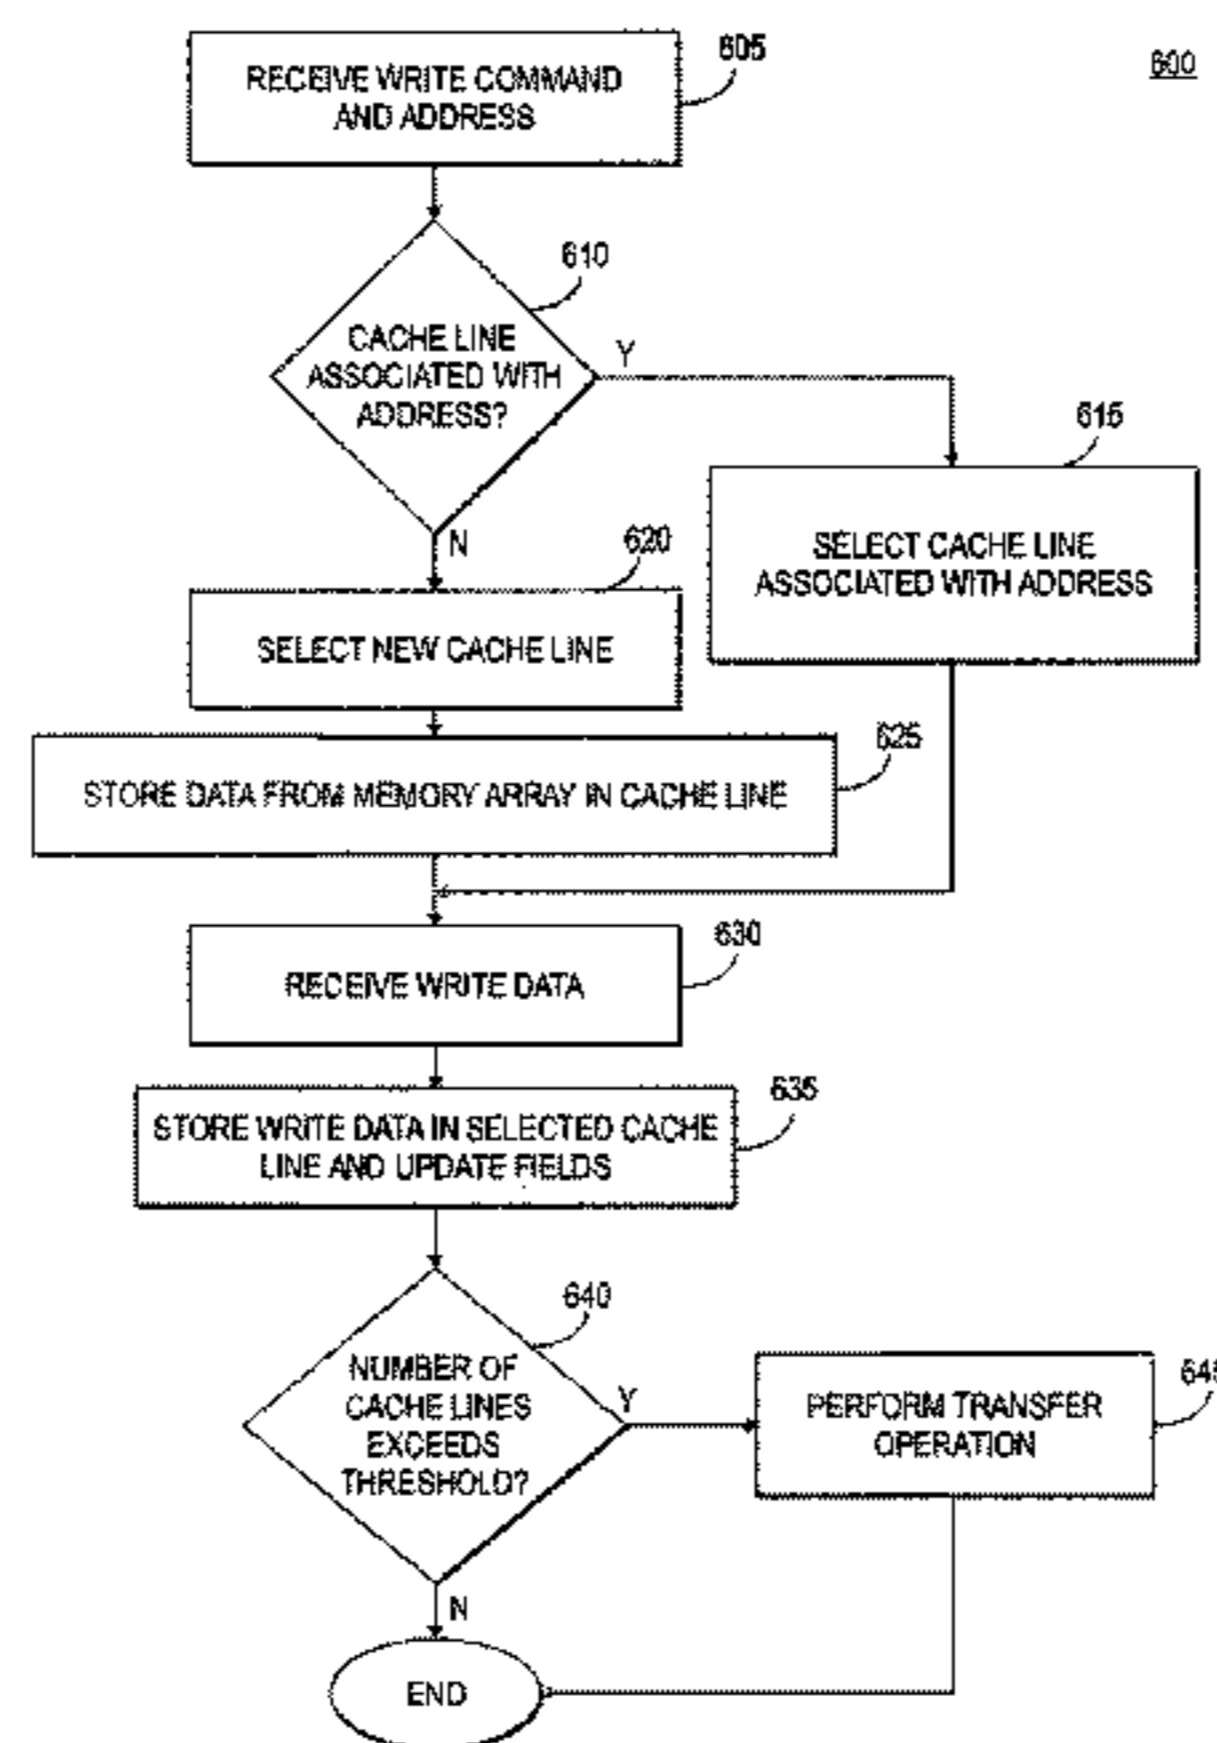 605
600
RECEIVE WRITE COMMAND
AND ADDRESS
610
CACHE LINE
ASSOCIATED WITH
ADDRESS?
Y
615
N
620
SELECT CACHE LINE
ASSOCIATED WITH ADDRESS
SELECT NEW CACHE LINE
625
STORE DATA FROM MEMORY ARRAY IN CACHE LINE
630
RECEIVE WRITE DATA
635
STORE WRITE DATA IN SELECTED CACHE
LINE AND UPDATE FIELDS
640
NUMBER OF
CACHE LINES
EXCEEDS
THRESHOLD?
Y
645
PERFORM TRANSFER
OPERATION
N
END